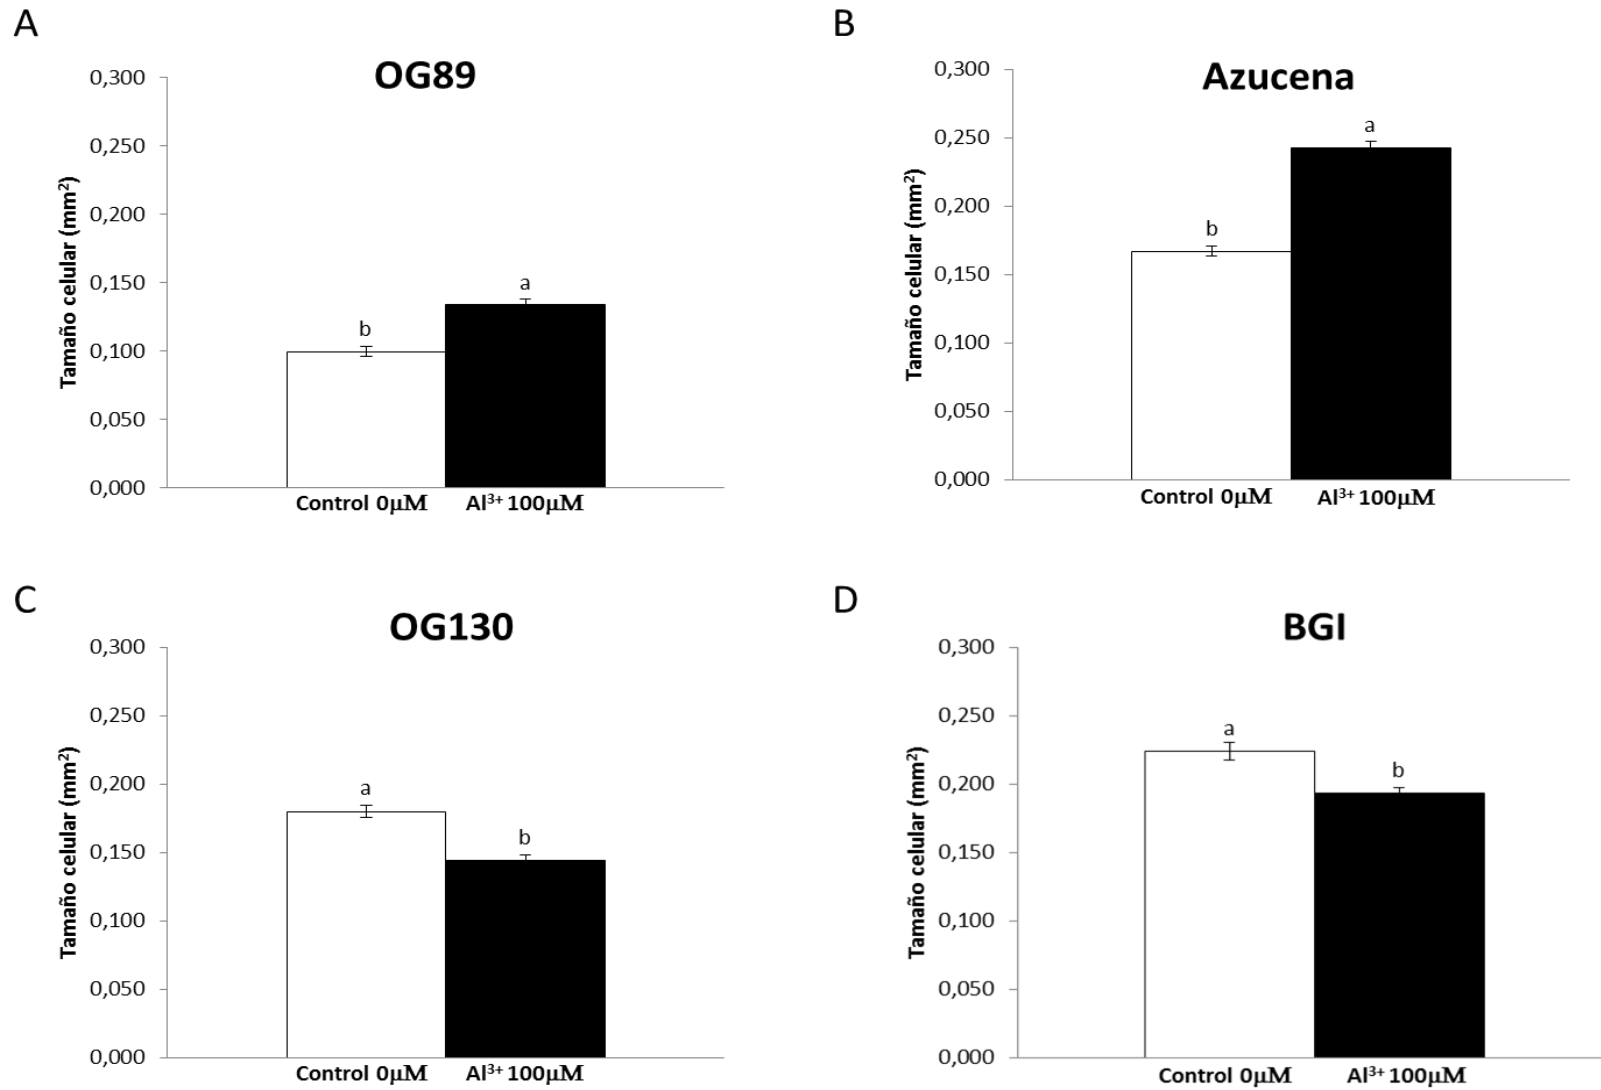 A
OG89
0,300
0,250
0,200
0,150
0,100
0,050
0,000
Tamaño celular (mm²)
b
a
Control 0µM
Al³⁺ 100µM
B
Azucena
0,300
0,250
0,200
0,150
0,100
0,050
0,000
Tamaño celular (mm²)
b
a
Control 0µM
Al³⁺ 100µM
C
OG130
0,300
0,250
0,200
0,150
0,100
0,050
0,000
Tamaño celular (mm²)
a
b
Control 0µM
Al³⁺ 100µM
D
BGI
0,300
0,250
0,200
0,150
0,100
0,050
0,000
Tamaño celular (mm²)
a
b
Control 0µM
Al³⁺ 100µM